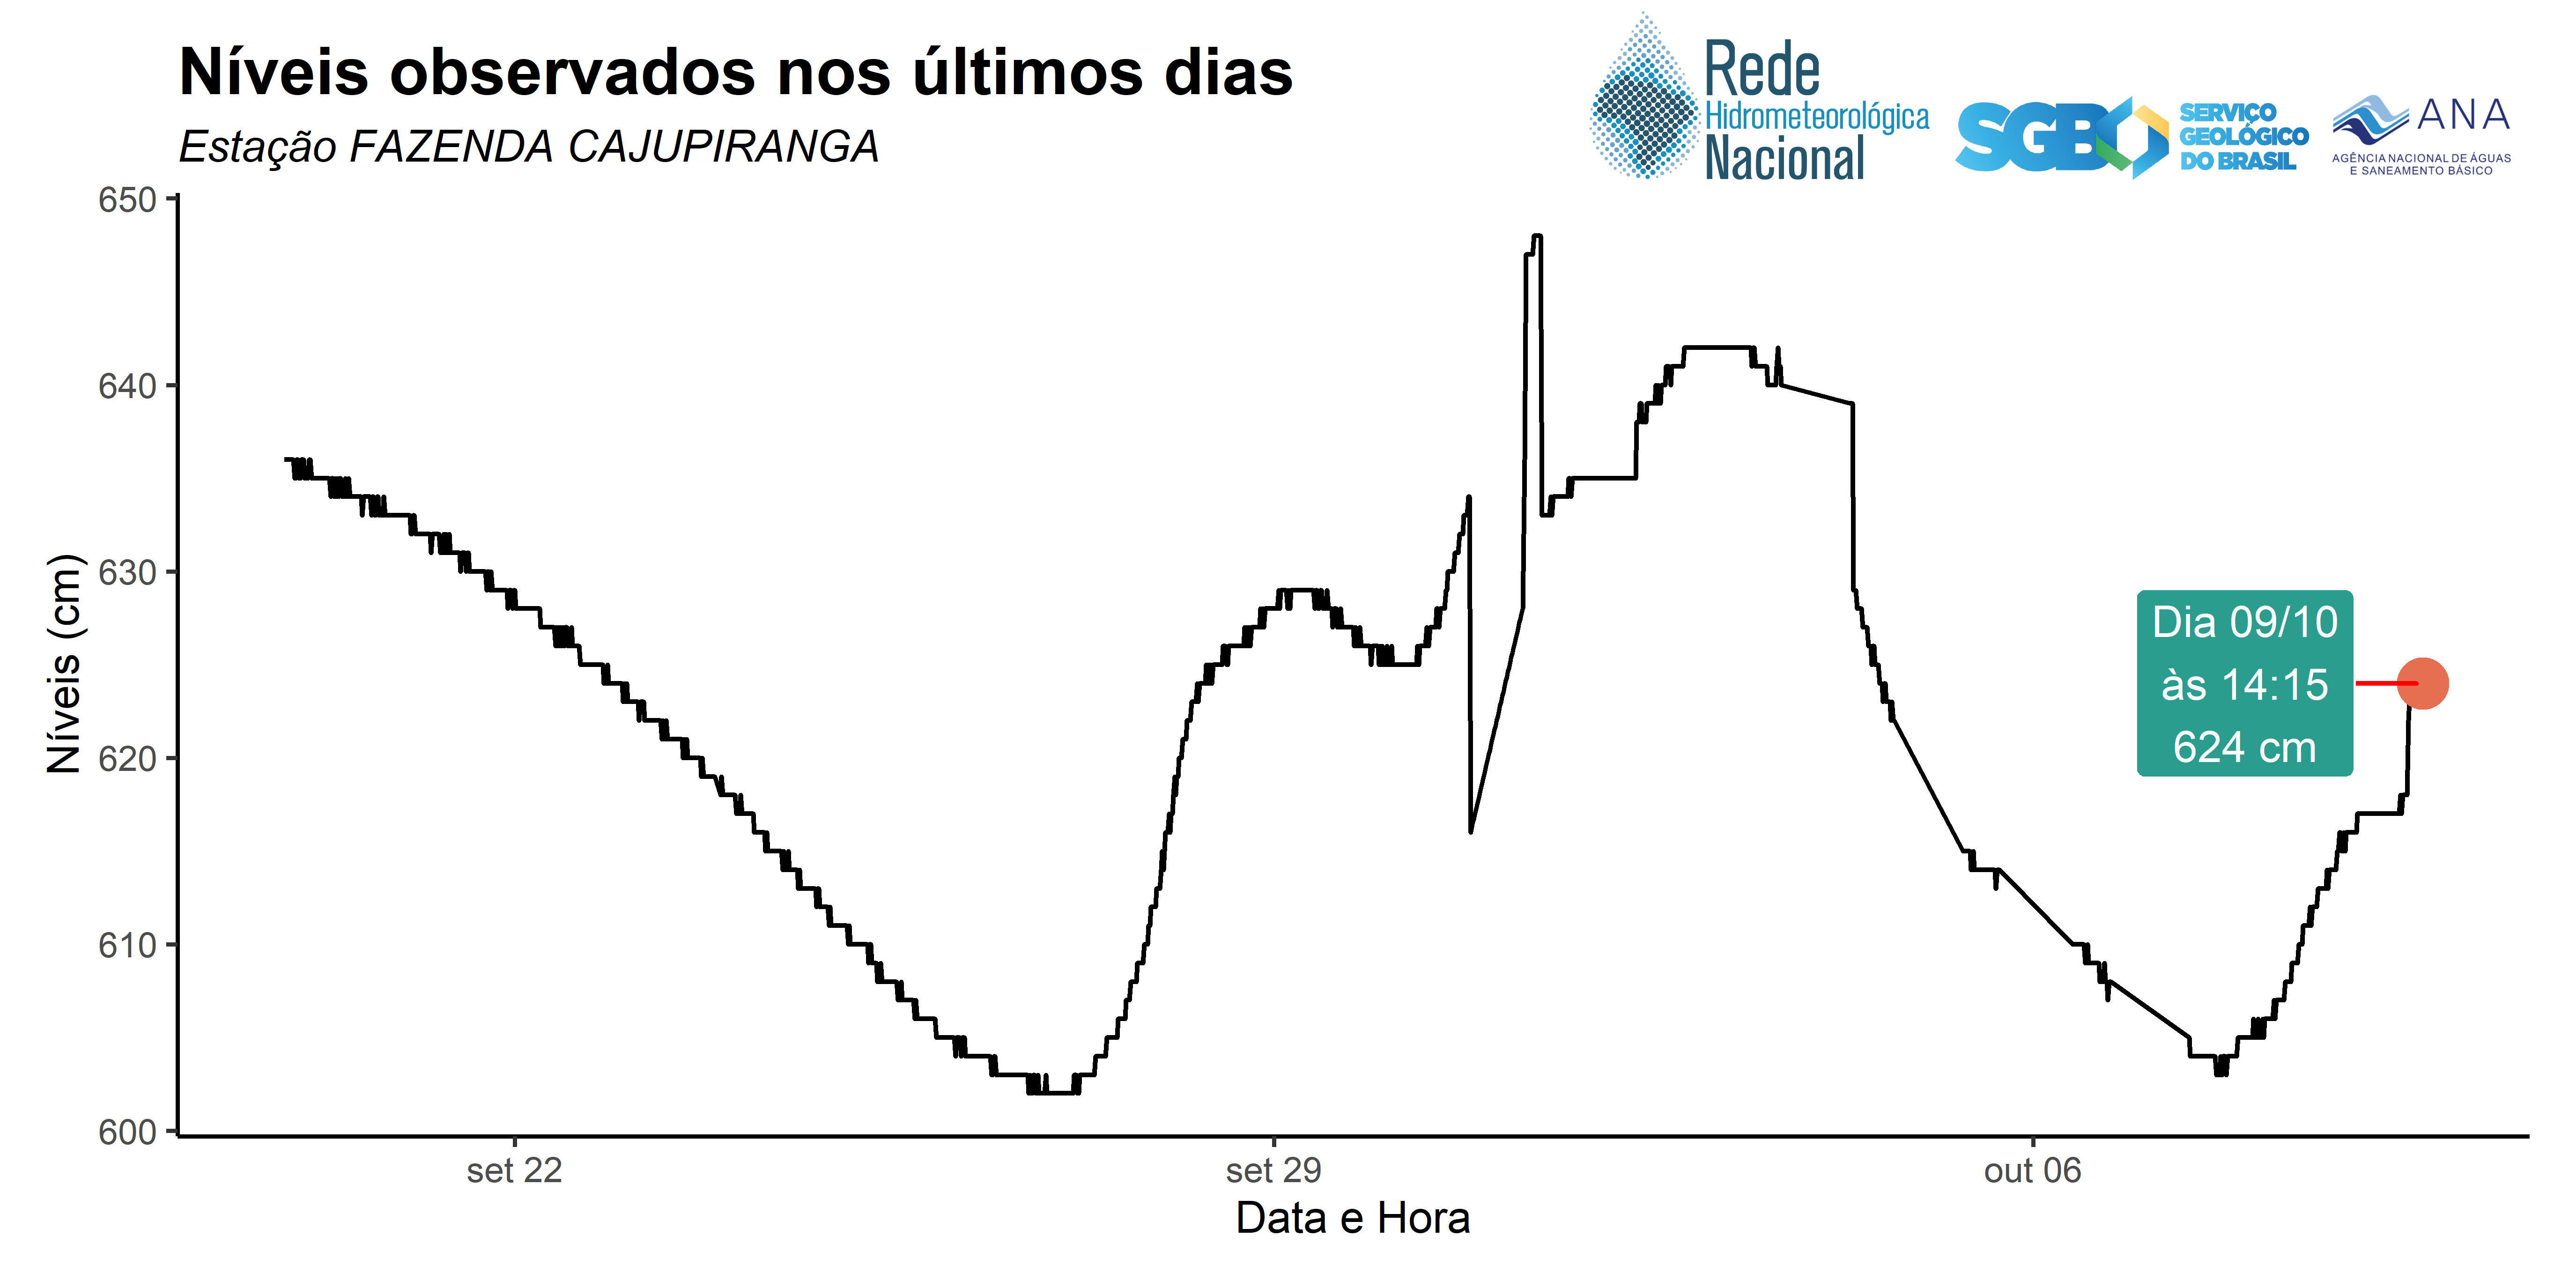 Níveis observados nos últimos dias
Estação FAZENDA CAJUPIRANGA
Rede
Hidrometeorológica
Nacional
SGB
SERVIÇO
GEOLÓGICO
DO BRASIL
ANA
AGÊNCIA NACIONAL DE ÁGUAS
E SANEAMENTO BÁSICO
650
640
630
620
610
600
Níveis (cm)
Dia 09/10
às 14:15
624 cm
set 22
set 29
out 06
Data e Hora